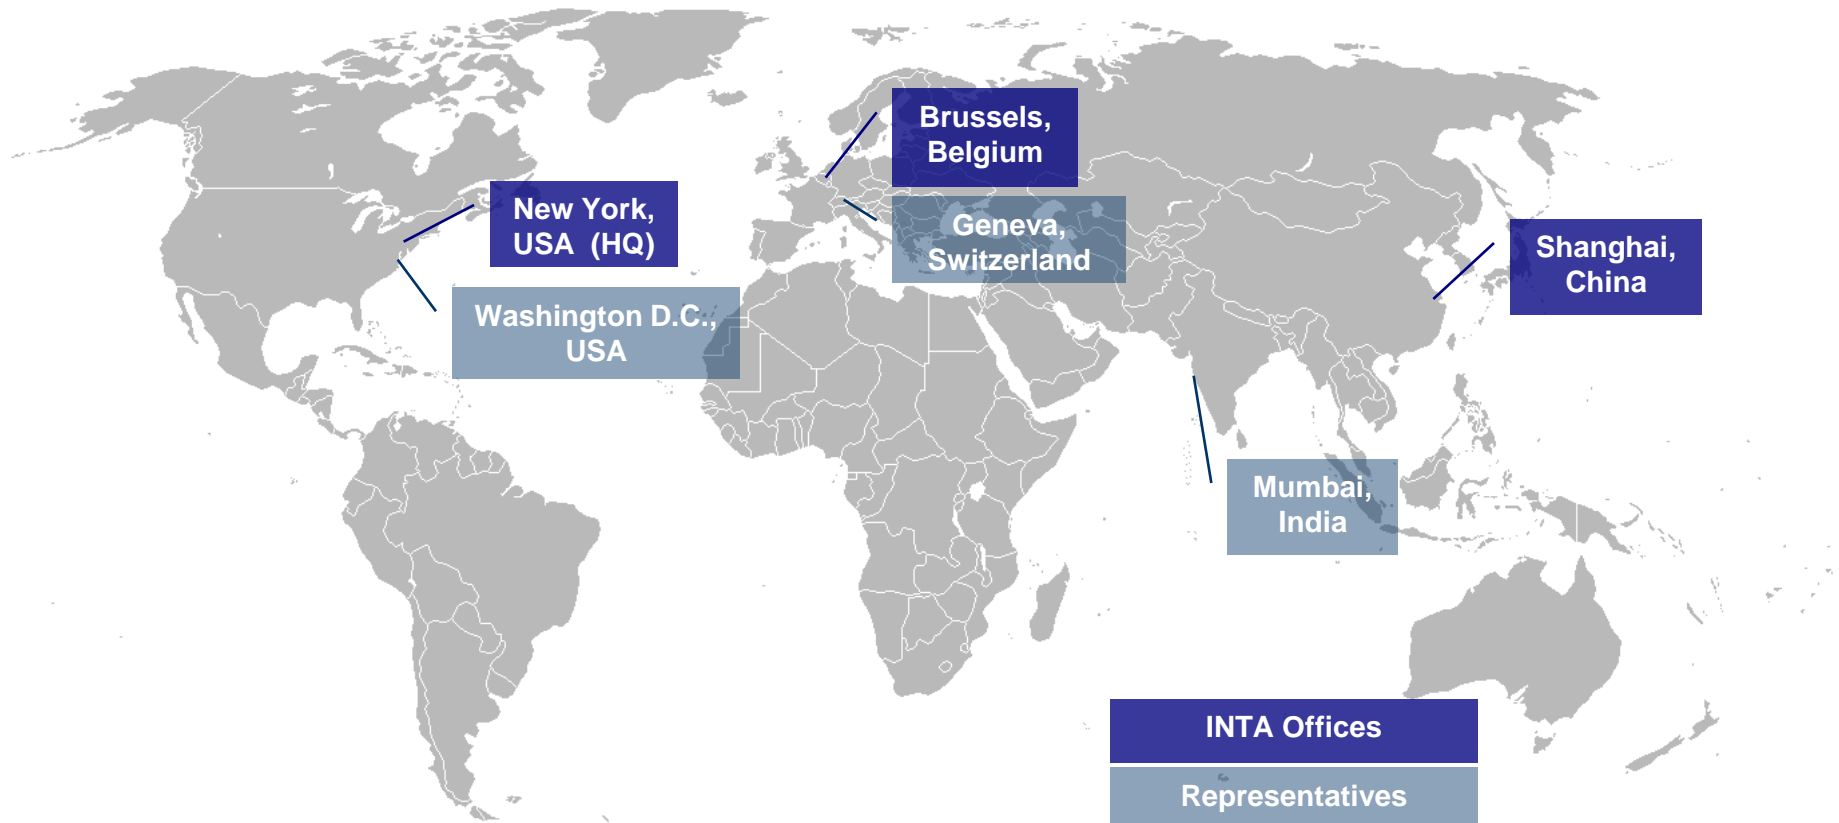 Brussels,
Belgium
New York,
USA (HQ)
Geneva,
Switzerland
Shanghai,
China
Washington D.C.,
USA
Mumbai,
India
INTA Offices
Representatives